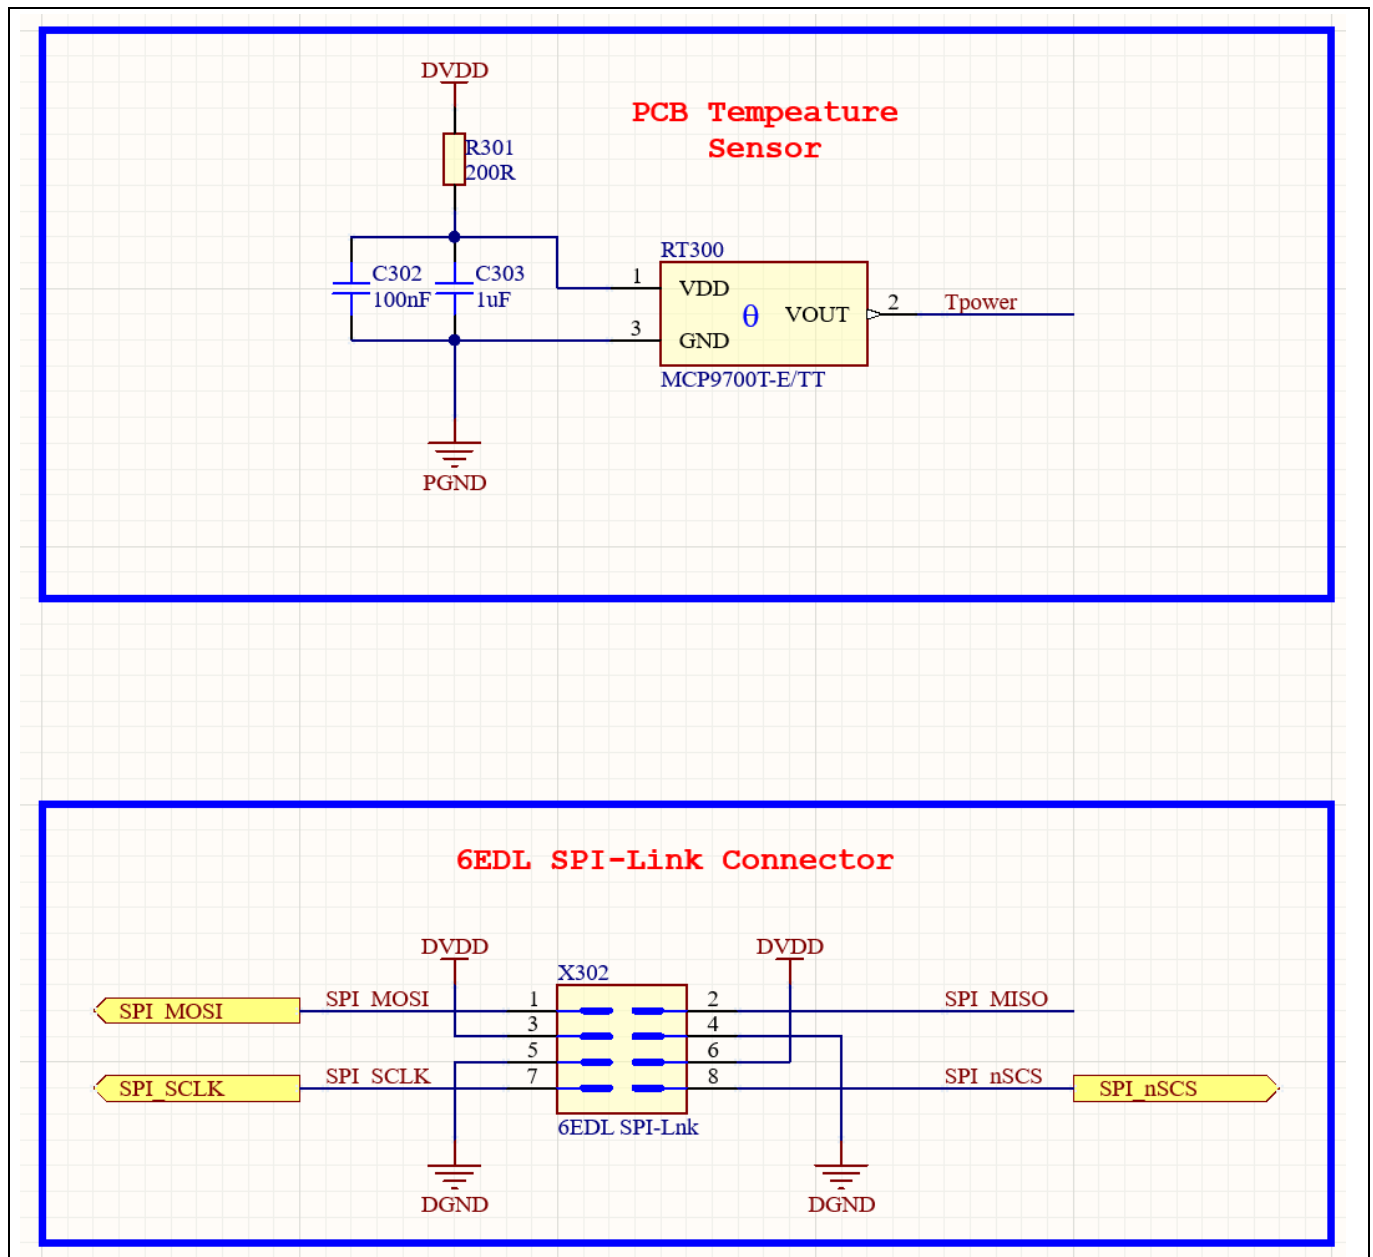 DVDD
PCB Tempeature
Sensor
R301
200R
C302
100nF
C303
1uF
RT300
1
VDD
θ
VOUT
2
Tpower
3
GND
MCP9700T-E/TT
PGND
6EDL SPI-Link Connector
DVDD
DVDD
X302
SPI_MOSI
SPI_MOSI
1
2
SPI_MISO
3
4
5
6
SPI_SCLK
SPI_SCLK
7
8
SPI_nSCS
SPI_nSCS
6EDL SPI-Lnk
DGND
DGND